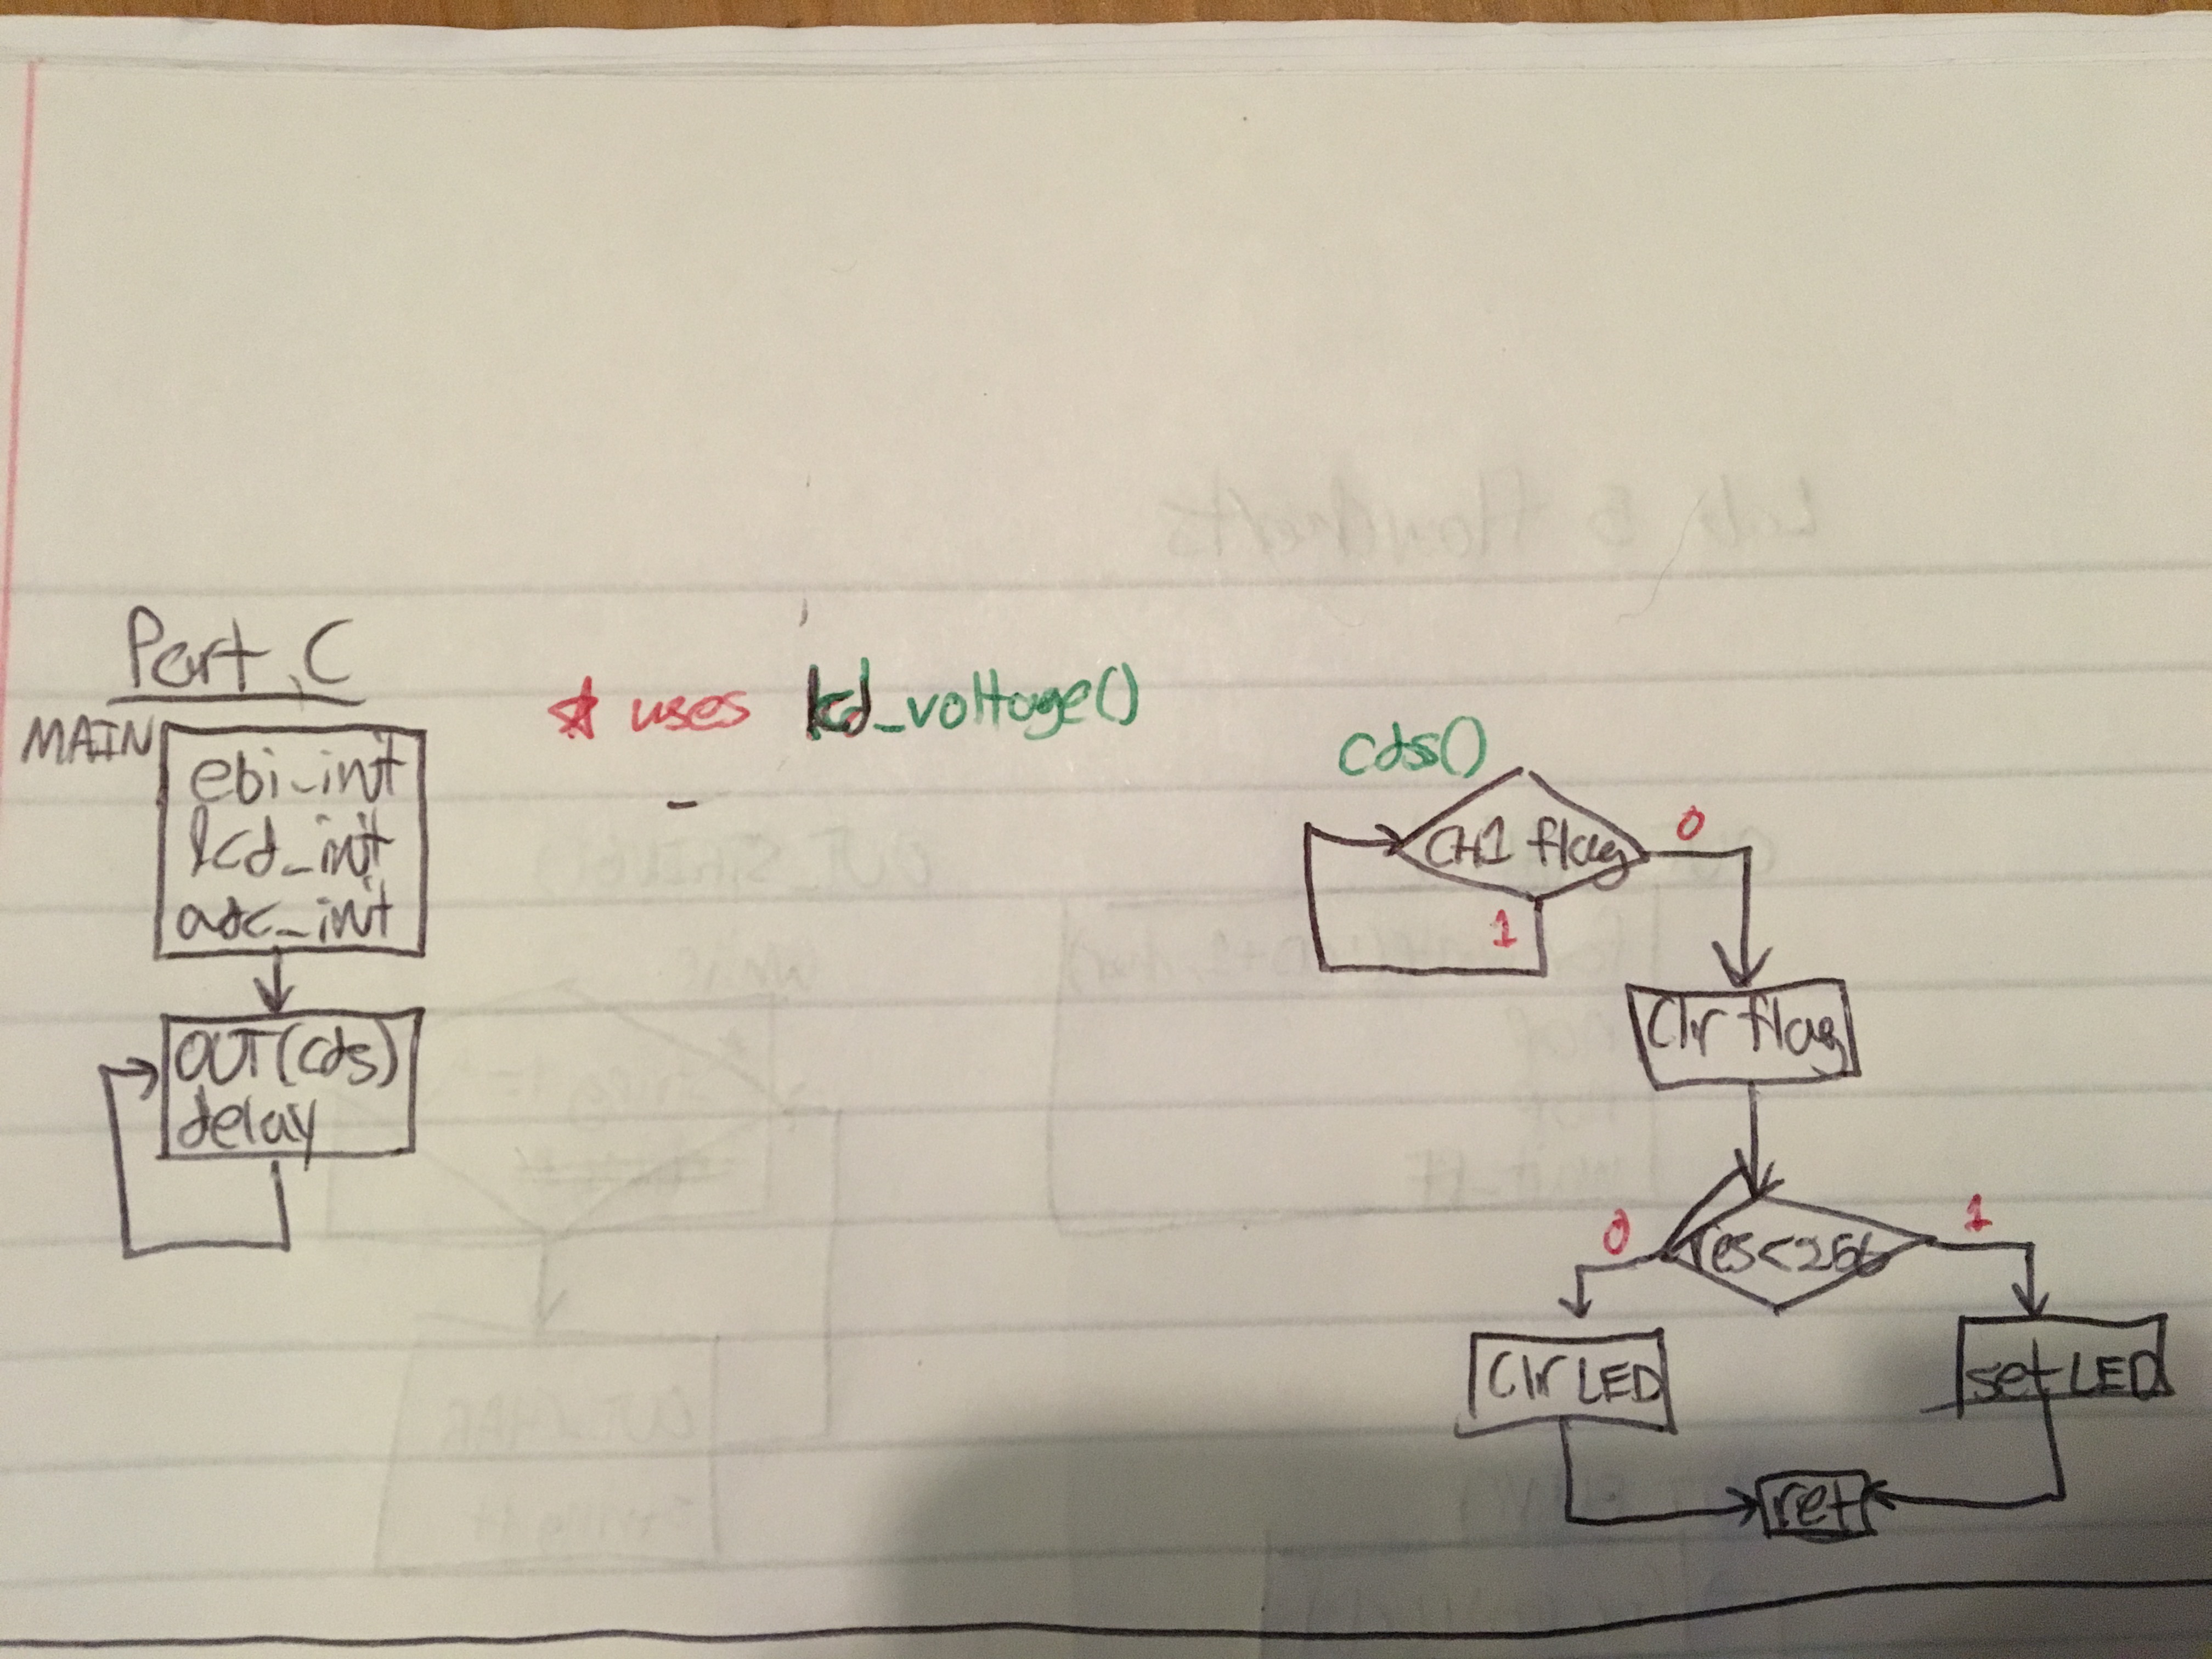 Part C
MAIN
ebi_init
lcd_init
adc_init
OUT(cds)
delay
* uses lcd_voltage()
cds()
CH1 flag
1
0
Clr flag
res<256
0
1
Clr LED
set LED
ret